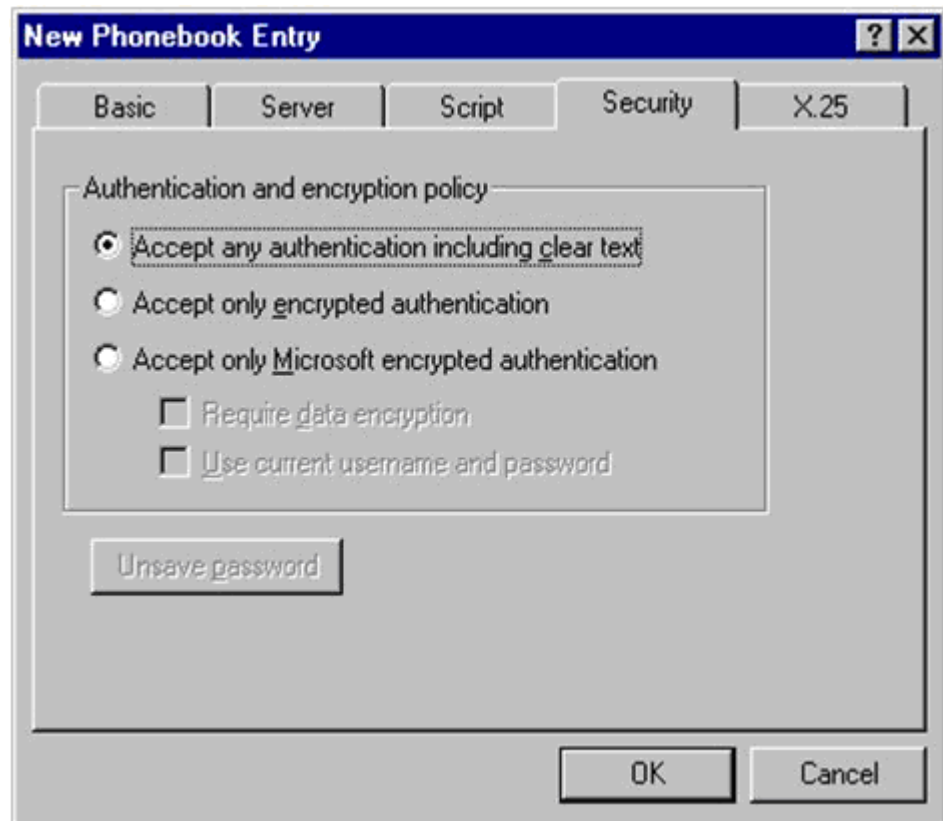 New Phonebook Entry
Basic Server Script Security X.25
Authentication and encryption policy
Accept any authentication including clear text
Accept only encrypted authentication
Accept only Microsoft encrypted authentication
Require data encryption
Use current username and password
Unsave password
OK Cancel